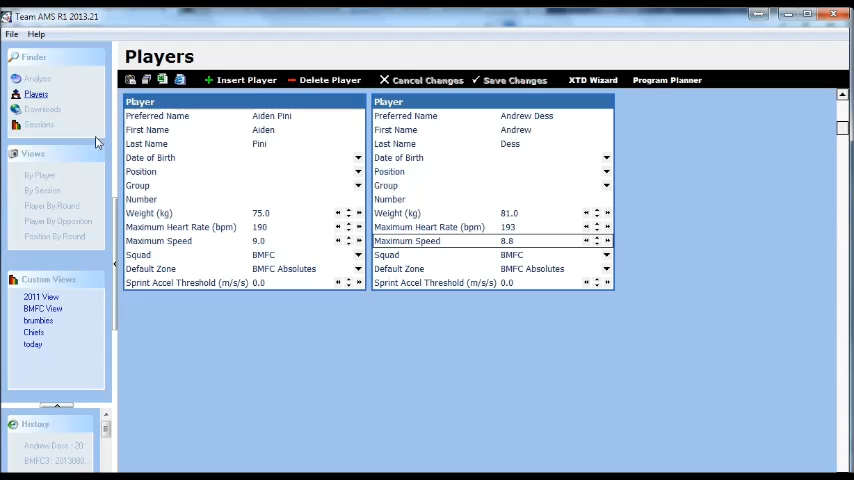 Team AMS R1 2013.21
File Help
Finder
Analysis
Players
Downloads
Sessions
Views
By Player
By Session
Player By Round
Player By Opposition
Position By Round
Custom Views
2011 View
BMFC View
brumbies
Chiefs
today
History
Andrew Dess : 20
BMFC3 : 2013080...
Players
Insert Player Delete Player Cancel Changes Save Changes XTD Wizard Program Planner
Player
Preferred Name Aiden Pini
First Name Aiden
Last Name Pini
Date of Birth
Position
Group
Number
Weight (kg) 75.0
Maximum Heart Rate (bpm) 190
Maximum Speed 9.0
Squad BMFC
Default Zone BMFC Absolutes
Sprint Accel Threshold (m/s/s) 0.0
Player
Preferred Name Andrew Dess
First Name Andrew
Last Name Dess
Date of Birth
Position
Group
Number
Weight (kg) 81.0
Maximum Heart Rate (bpm) 193
Maximum Speed 8.8
Squad BMFC
Default Zone BMFC Absolutes
Sprint Accel Threshold (m/s/s) 0.0